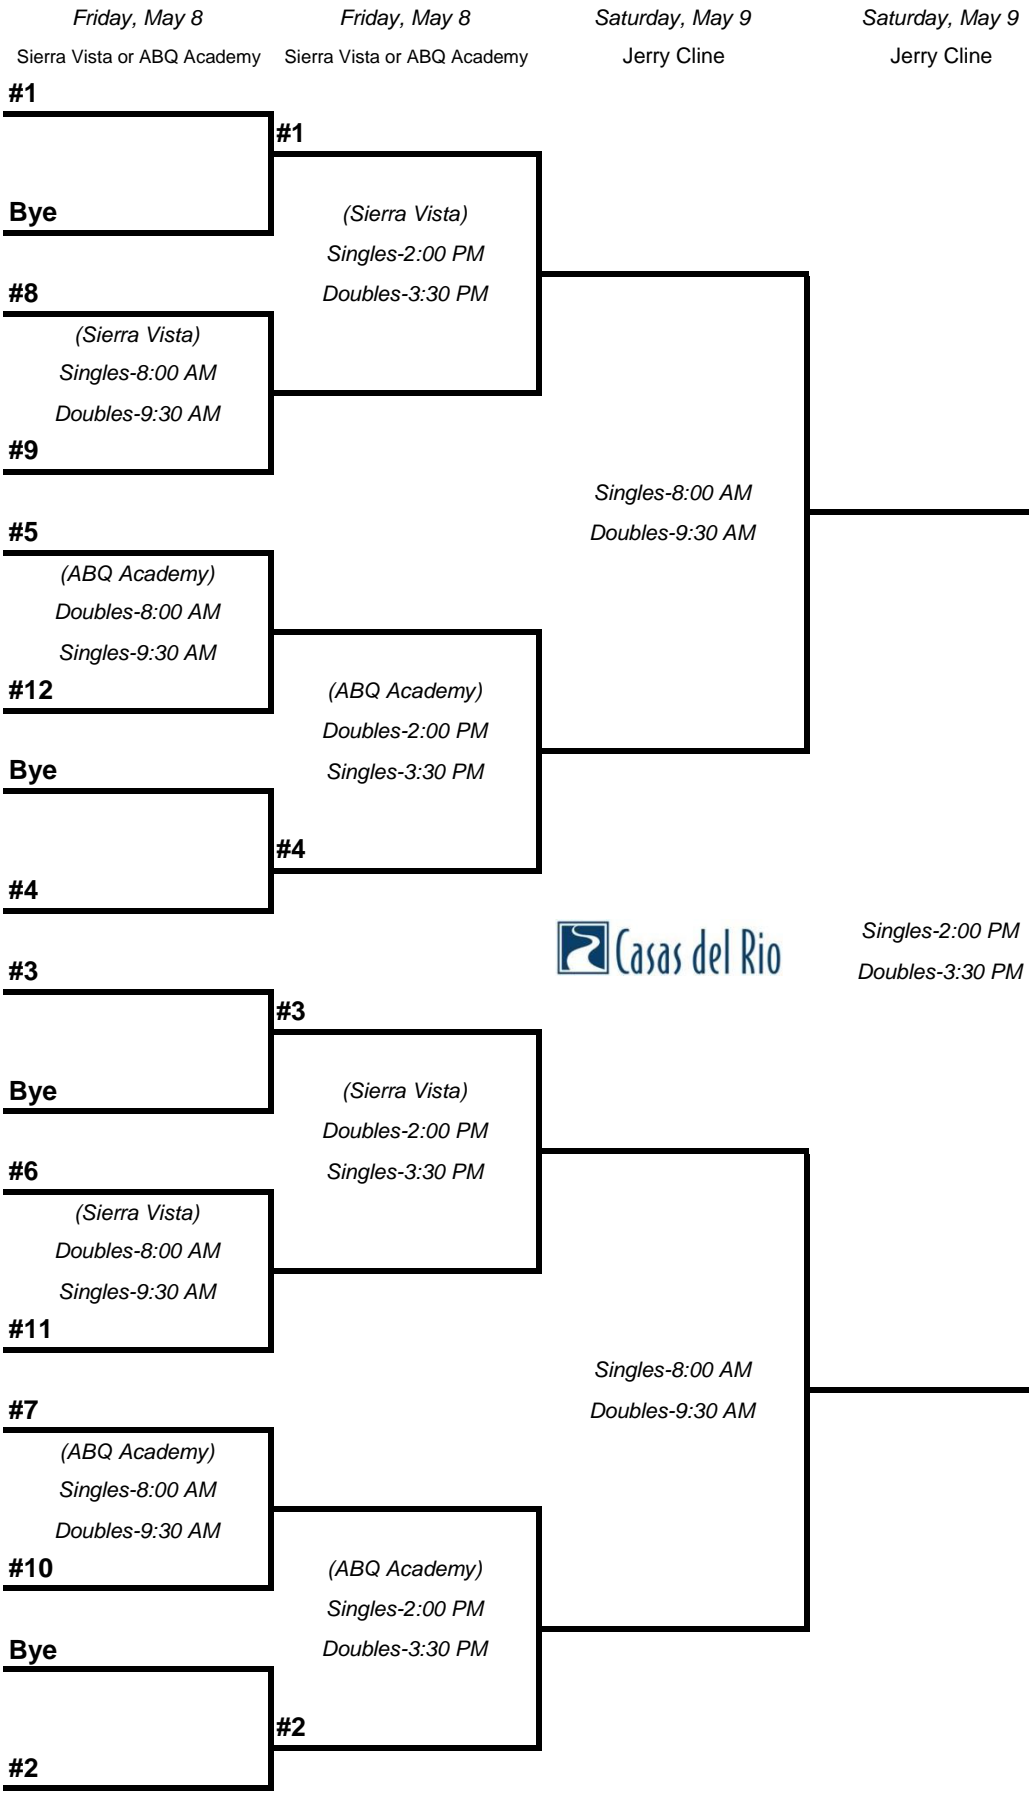 Friday, May 8 Friday, May 8 Saturday, May 9 Saturday, May 9
Sierra Vista or ABQ Academy Sierra Vista or ABQ Academy Jerry Cline Jerry Cline
#1
#1
Bye
(Sierra Vista)
Singles-2:00 PM
Doubles-3:30 PM
#8
(Sierra Vista)
Singles-8:00 AM
Doubles-9:30 AM
#9
Singles-8:00 AM
Doubles-9:30 AM
#5
(ABQ Academy)
Doubles-8:00 AM
Singles-9:30 AM
#12
(ABQ Academy)
Doubles-2:00 PM
Singles-3:30 PM
Bye
#4
#4
Casas del Rio
Singles-2:00 PM
Doubles-3:30 PM
#3
#3
Bye
(Sierra Vista)
Doubles-2:00 PM
Singles-3:30 PM
#6
(Sierra Vista)
Doubles-8:00 AM
Singles-9:30 AM
#11
Singles-8:00 AM
Doubles-9:30 AM
#7
(ABQ Academy)
Singles-8:00 AM
Doubles-9:30 AM
#10
(ABQ Academy)
Singles-2:00 PM
Doubles-3:30 PM
Bye
#2
#2